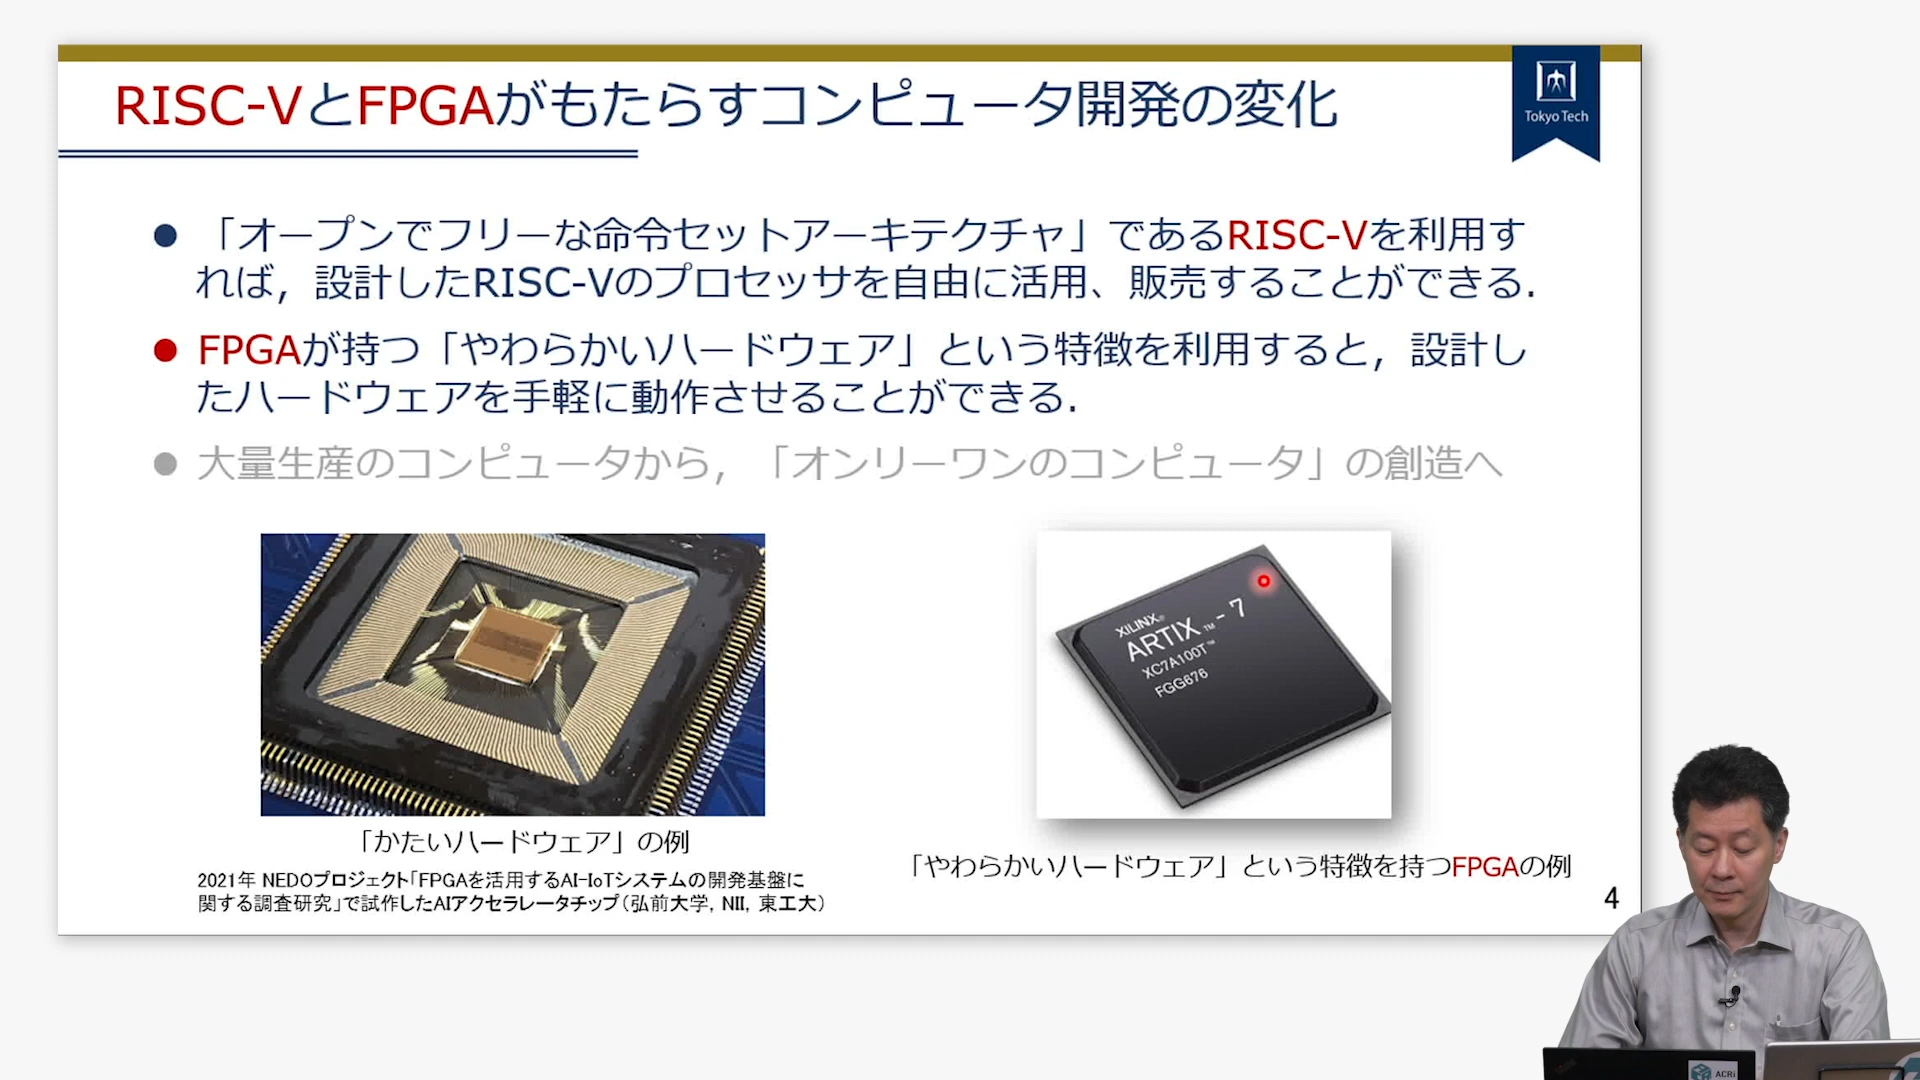 RISC-VとFPGAがもたらすコンピュータ開発の変化
Tokyo Tech
「オープンでフリーな命令セットアーキテクチャ」であるRISC-Vを利用す
れば，設計したRISC-Vのプロセッサを自由に活用、販売することができる．
FPGAが持つ「やわらかいハードウェア」という特徴を利用すると，設計し
たハードウェアを手軽に動作させることができる．
大量生産のコンピュータから，「オンリーワンのコンピュータ」の創造へ
XILINX®
ARTIX™-7
XC7A100T™
FGG676
「かたいハードウェア」の例
2021年 NEDOプロジェクト「FPGAを活用するAI-IoTシステムの開発基盤に
関する調査研究」で試作したAIアクセラレータチップ（弘前大学, NII, 東工大）
「やわらかいハードウェア」という特徴を持つFPGAの例
4
ACRi